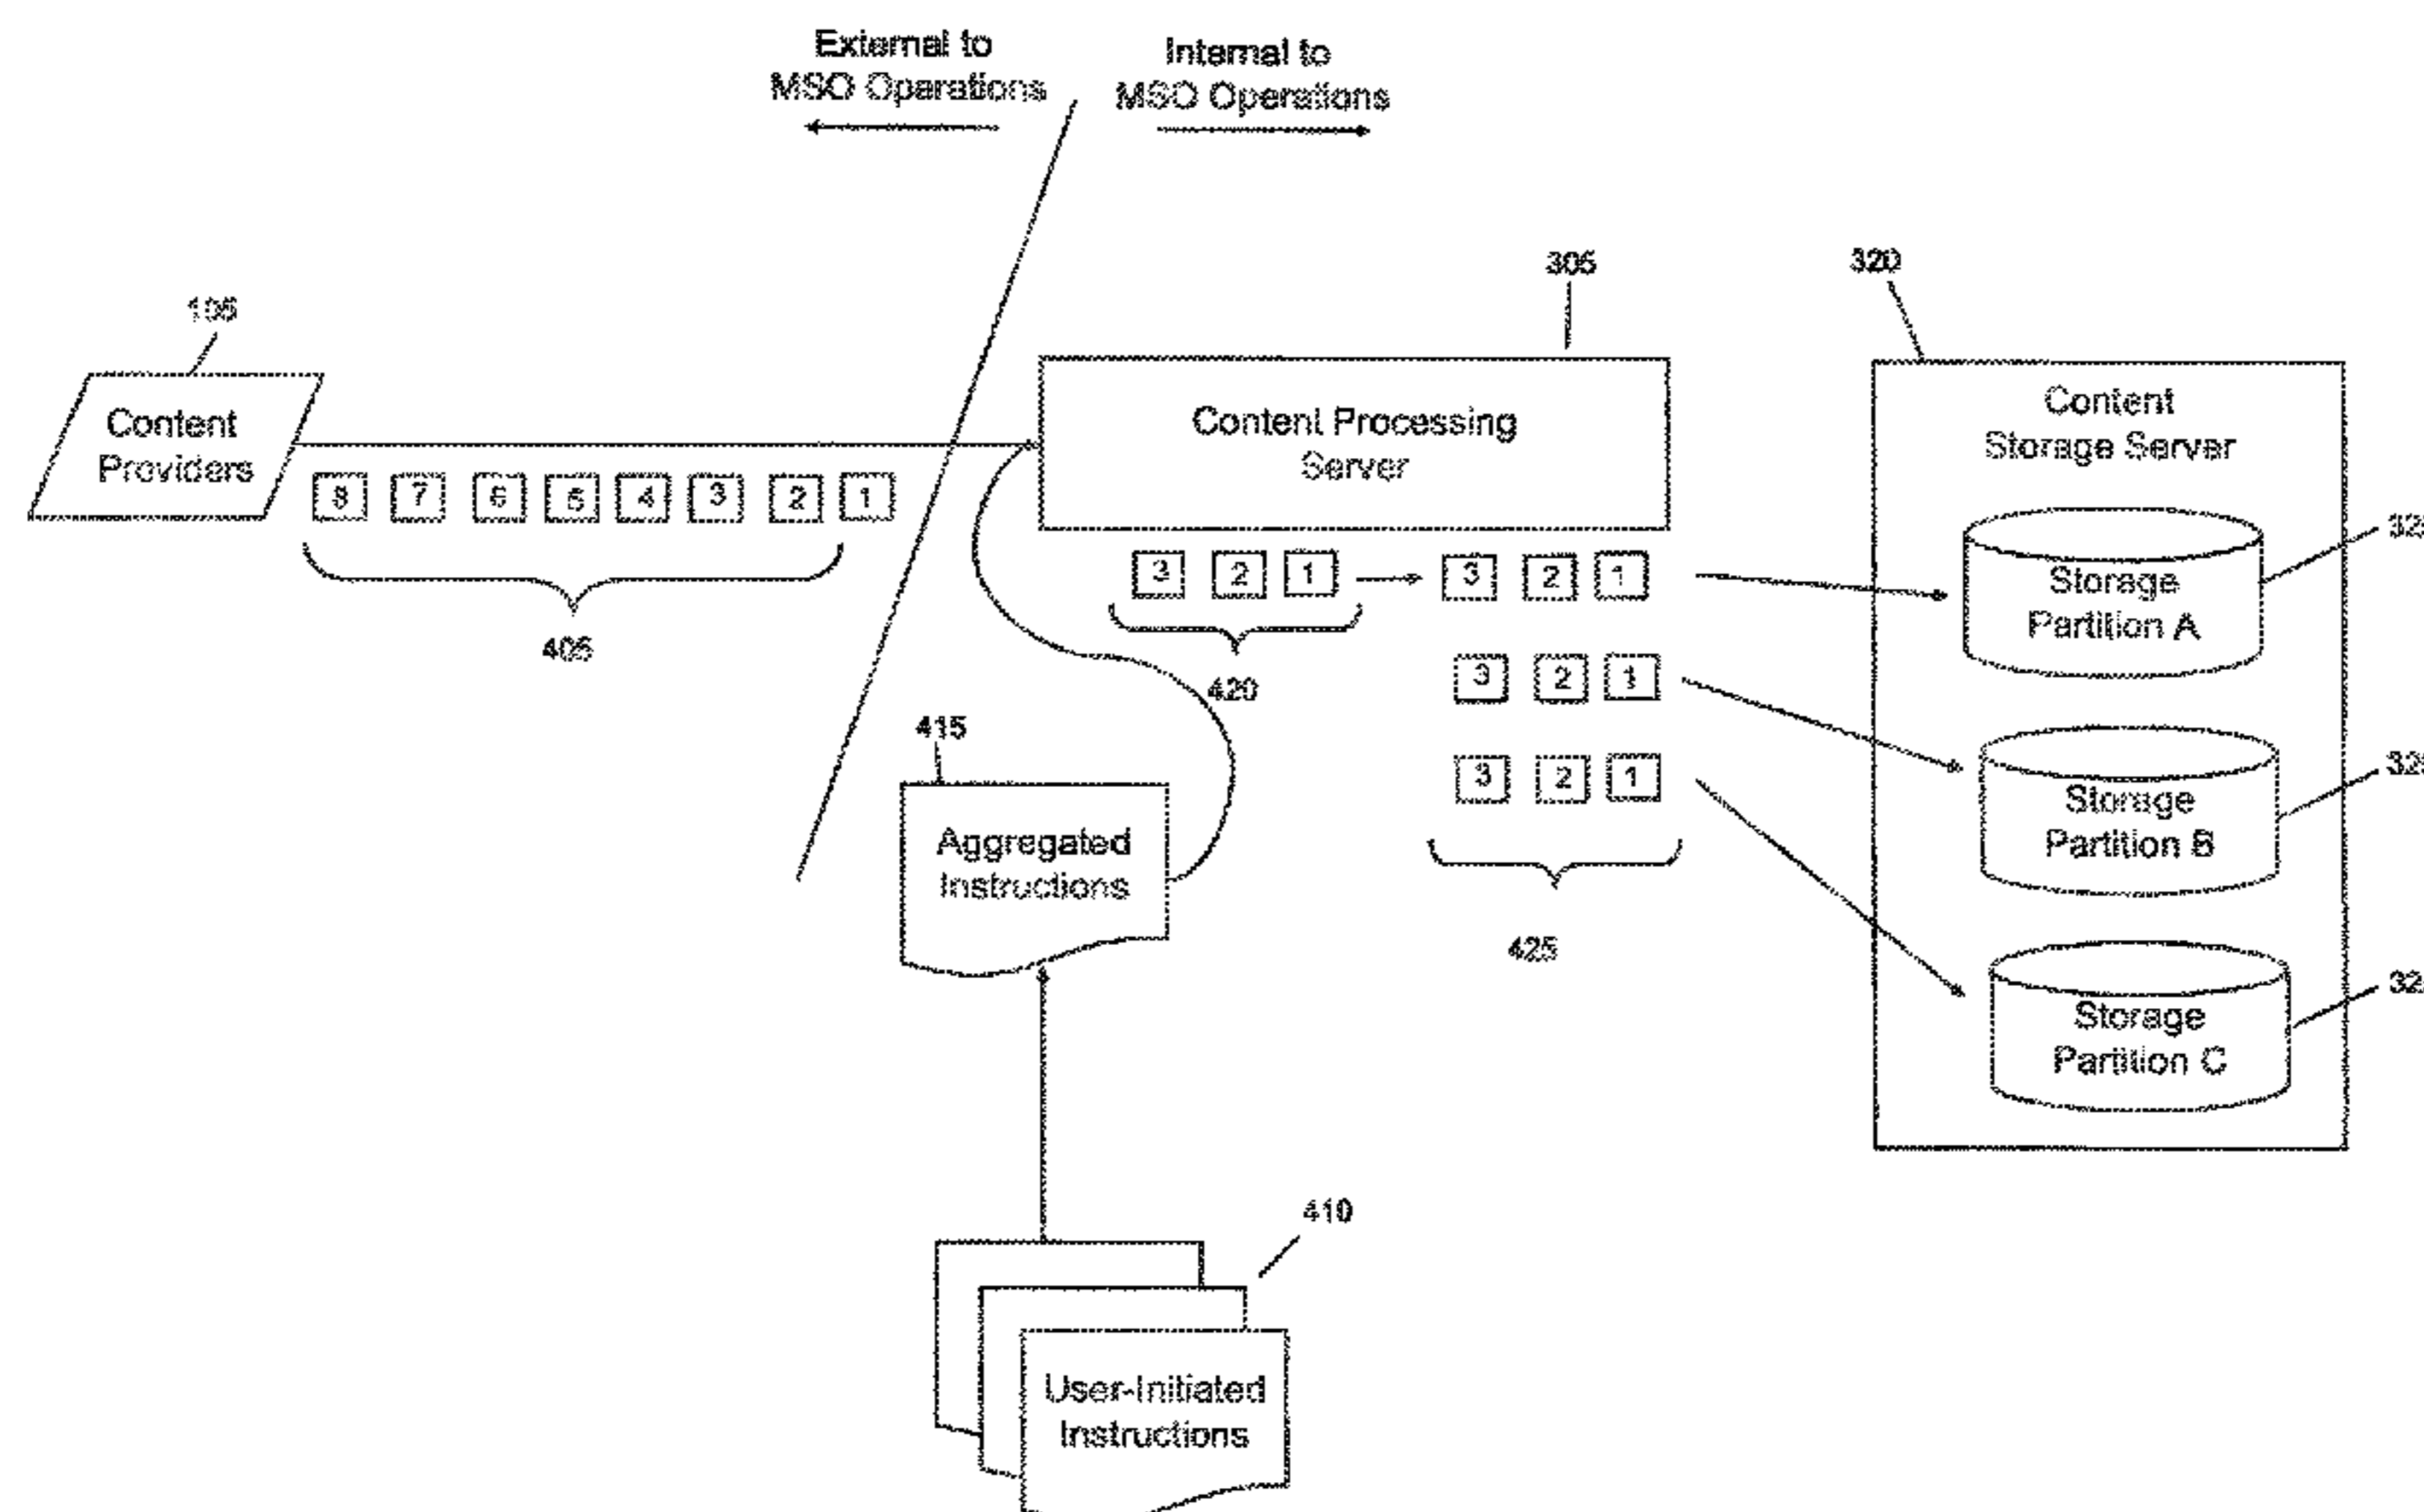 External to
MSO Operations
Internal to
MSO Operations
305
320
105
Content
Providers
Content Processing
Server
Content
Storage Server
8 7 6 5 4 3 2 1
405
3 2 1
3 2 1
420
3 2 1
3 2 1
425
Storage
Partition A
Storage
Partition B
Storage
Partition C
415
Aggregated
Instructions
410
User-Initiated
Instructions